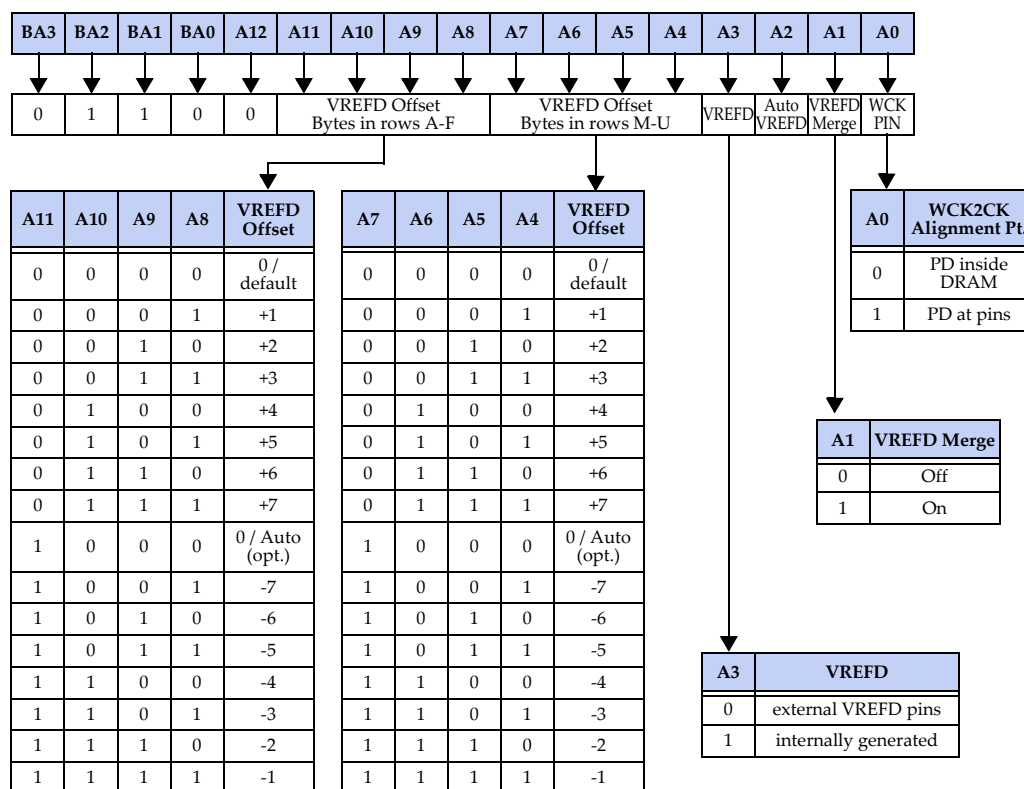 BA3 BA2 BA1 BA0 A12 A11 A10 A9 A8 A7 A6 A5 A4 A3 A2 A1 A0
0 1 1 0 0 VREFD Offset Bytes in rows A-F VREFD Offset Bytes in rows M-U VREFD Auto VREFD VREFD Merge WCK PIN
A11 A10 A9 A8 VREFD Offset
0 0 0 0 0 / default
0 0 0 1 +1
0 0 1 0 +2
0 0 1 1 +3
0 1 0 0 +4
0 1 0 1 +5
0 1 1 0 +6
0 1 1 1 +7
1 0 0 0 0 / Auto (opt.)
1 0 0 1 -7
1 0 1 0 -6
1 0 1 1 -5
1 1 0 0 -4
1 1 0 1 -3
1 1 1 0 -2
1 1 1 1 -1
A7 A6 A5 A4 VREFD Offset
0 0 0 0 0 / default
0 0 0 1 +1
0 0 1 0 +2
0 0 1 1 +3
0 1 0 0 +4
0 1 0 1 +5
0 1 1 0 +6
0 1 1 1 +7
1 0 0 0 0 / Auto (opt.)
1 0 0 1 -7
1 0 1 0 -6
1 0 1 1 -5
1 1 0 0 -4
1 1 0 1 -3
1 1 1 0 -2
1 1 1 1 -1
A0 WCK2CK Alignment Pt.
0 PD inside DRAM
1 PD at pins
A1 VREFD Merge
0 Off
1 On
A3 VREFD
0 external VREFD pins
1 internally generated